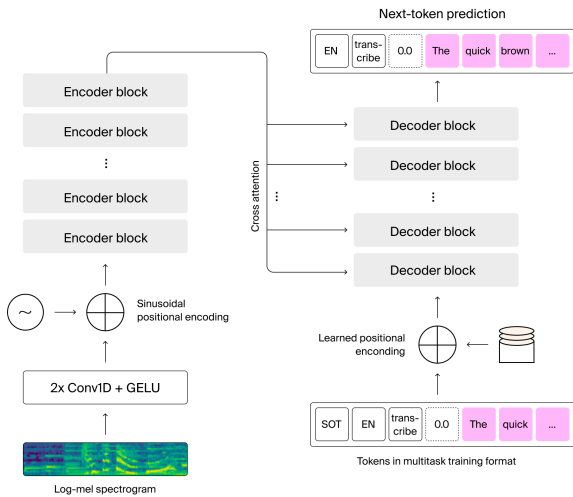 Next-token prediction
EN
trans-
cribe
0.0
The
quick
brown
...
Encoder block
Encoder block
...
Encoder block
Encoder block
~
Sinusoidal
positional encoding
2x Conv1D + GELU
Log-mel spectrogram
Cross attention
...
Decoder block
Decoder block
...
Decoder block
Decoder block
Learned positional
enconding
SOT
EN
trans-
cribe
0.0
The
quick
...
Tokens in multitask training format